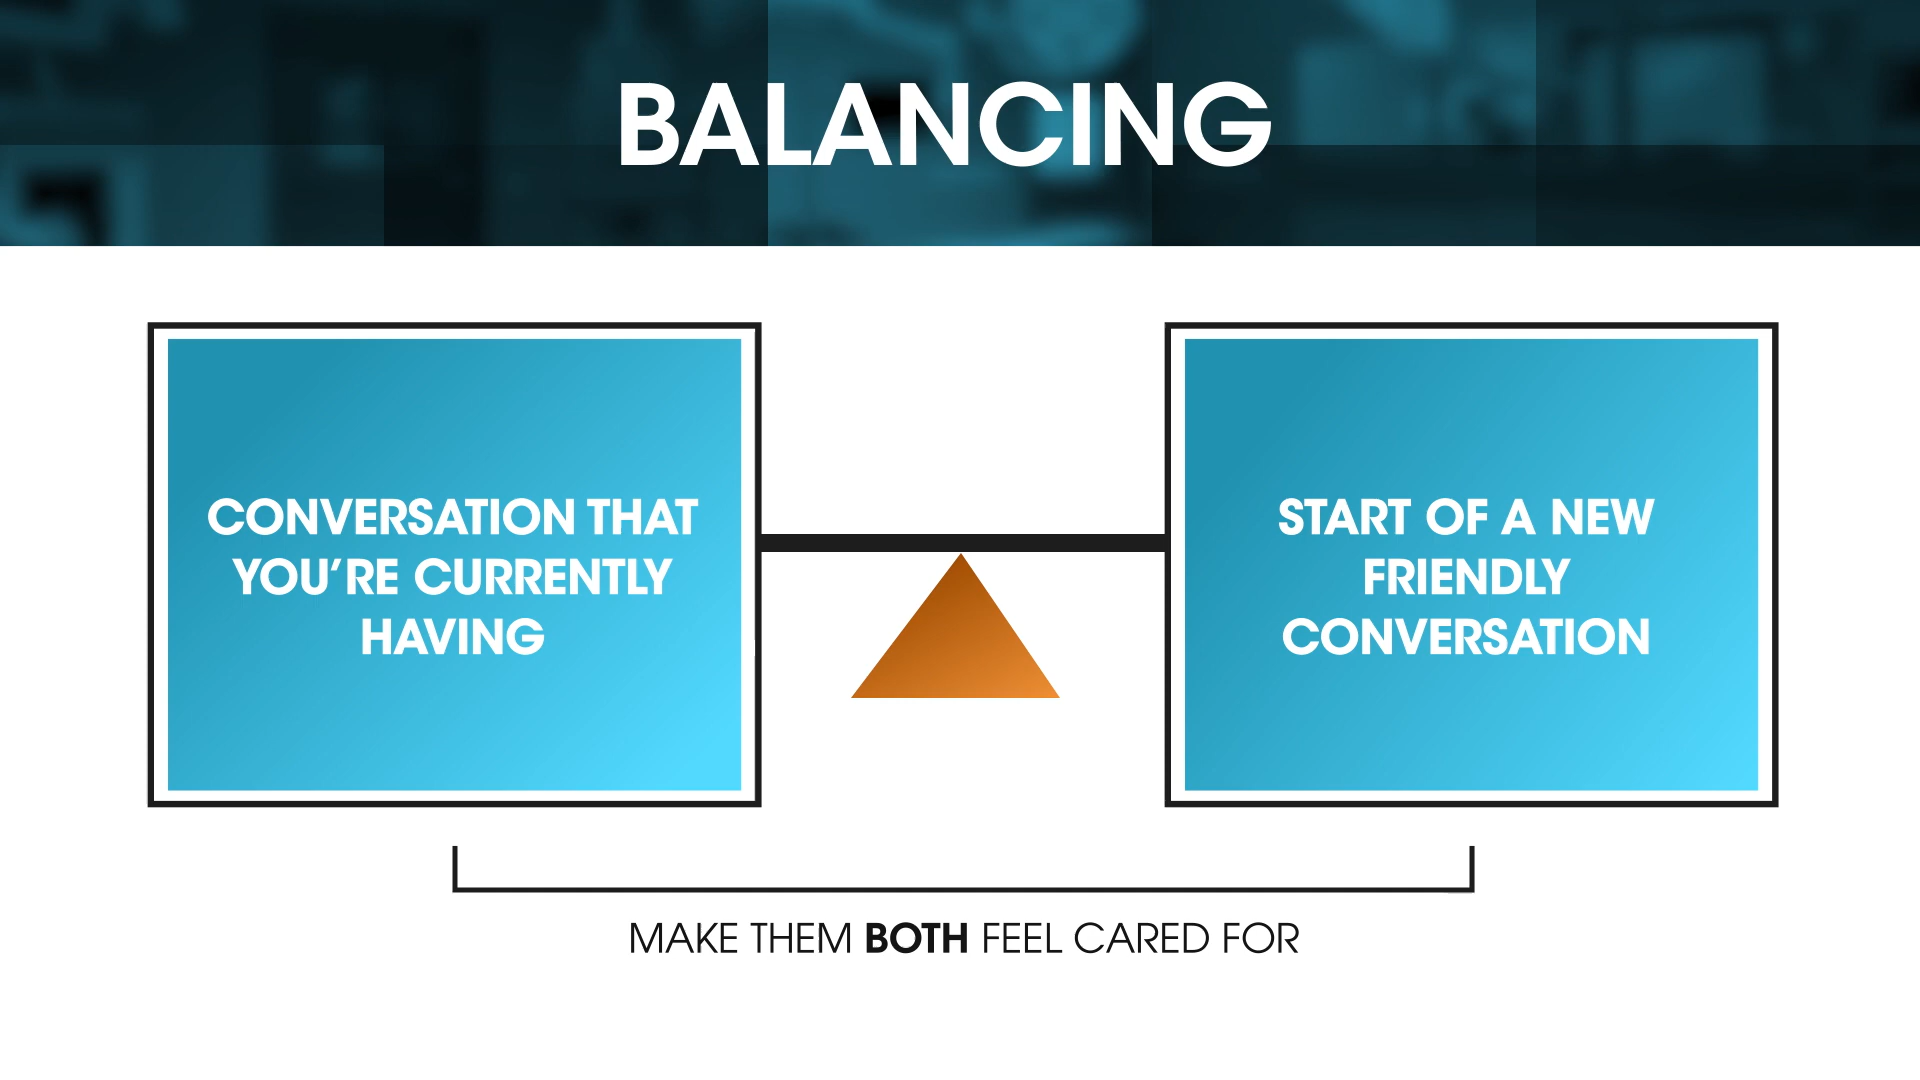 BALANCING
CONVERSATION THAT
YOU’RE CURRENTLY
HAVING
START OF A NEW
FRIENDLY
CONVERSATION
MAKE THEM BOTH FEEL CARED FOR